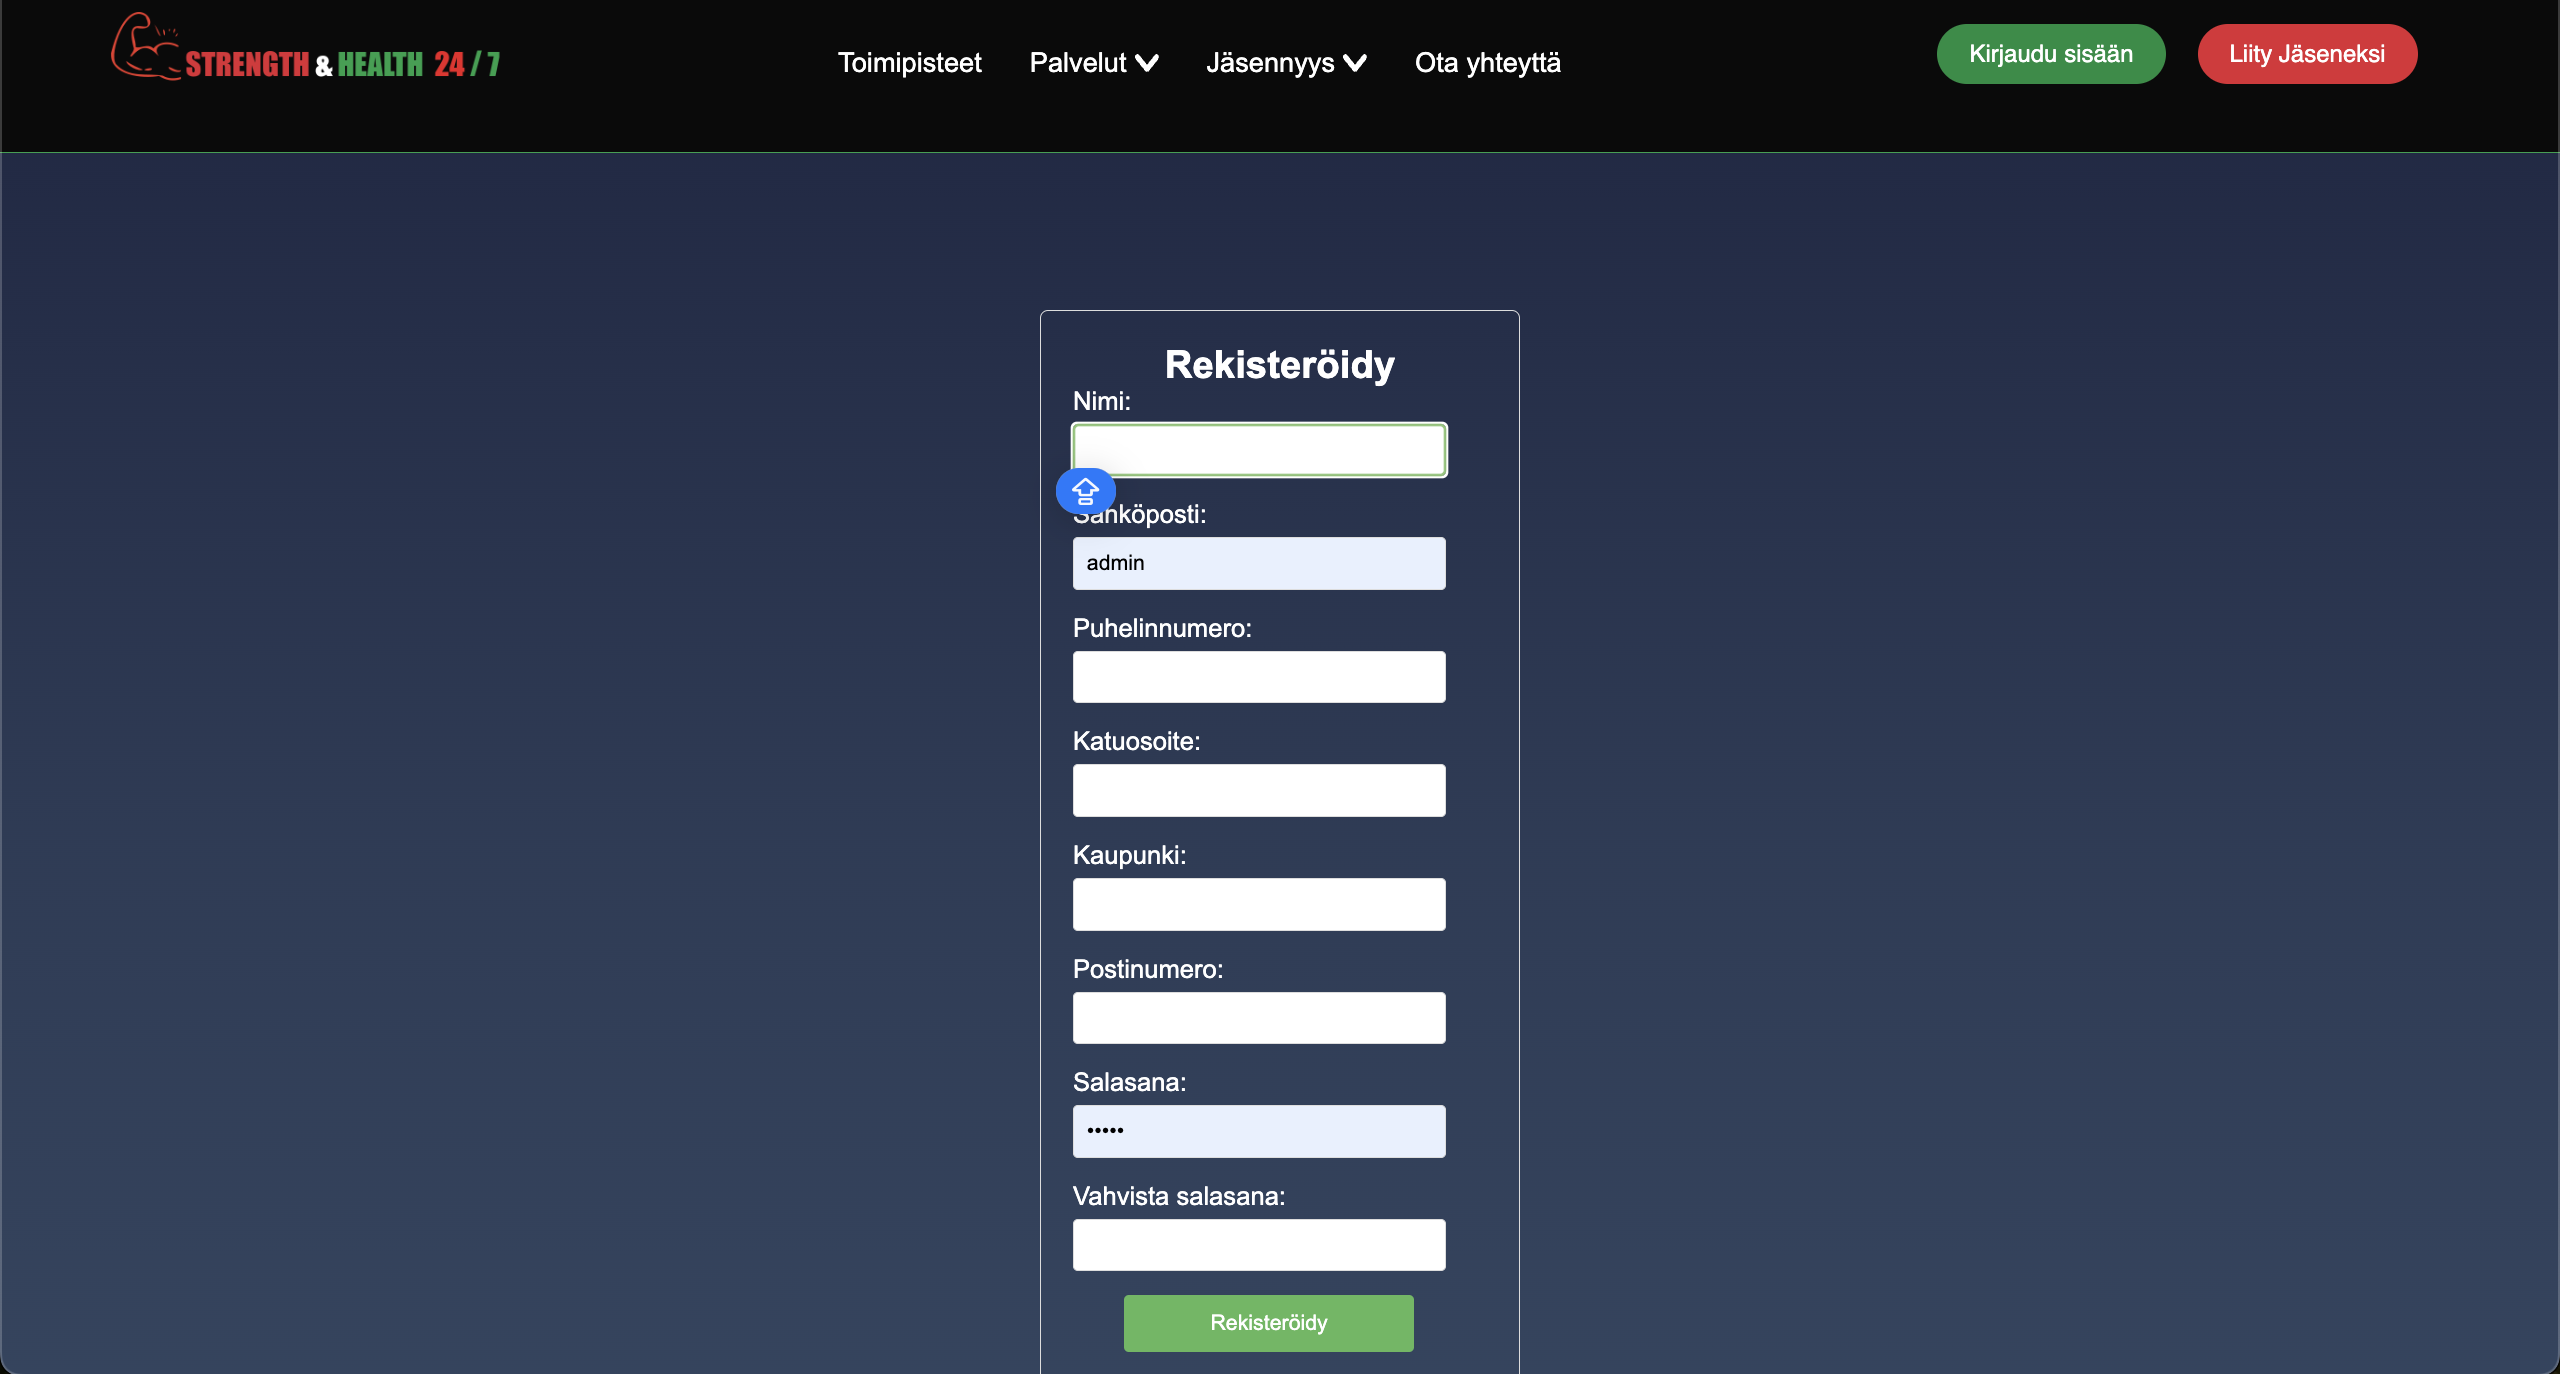 STRENGTH & HEALTH 24 / 7
Toimipisteet Palvelut Jäsennyys Ota yhteyttä
Kirjaudu sisään Liity Jäseneksi
Rekisteröidy
Nimi:
Sähköposti:
admin
Puhelinnumero:
Katuosoite:
Kaupunki:
Postinumero:
Salasana:
•••••
Vahvista salasana:
Rekisteröidy